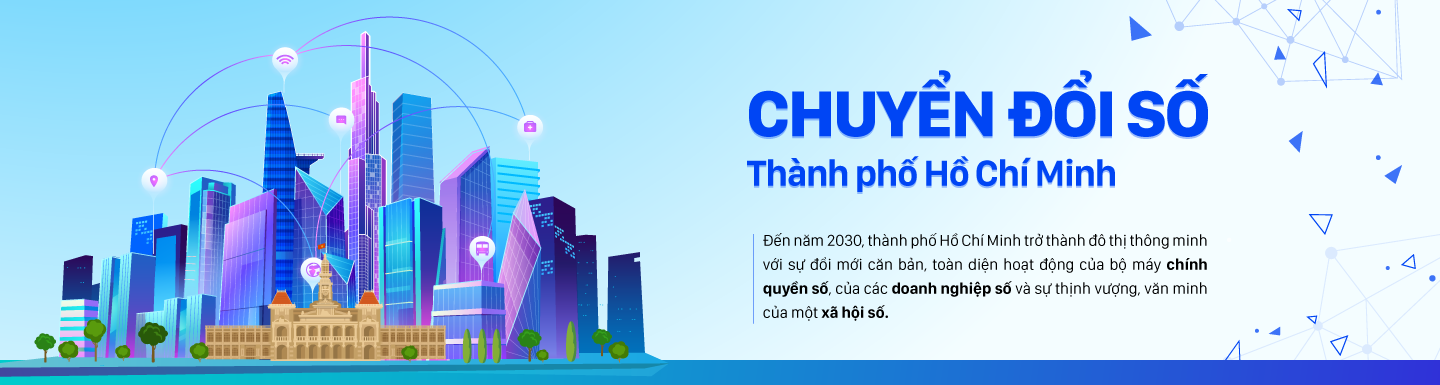 CHUYỂN ĐỔI SỐ
Thành phố Hồ Chí Minh
Đến năm 2030, thành phố Hồ Chí Minh trở thành đô thị thông minh
với sự đổi mới căn bản, toàn diện hoạt động của bộ máy chính
quyền số, của các doanh nghiệp số và sự thịnh vượng, văn minh
của một xã hội số.